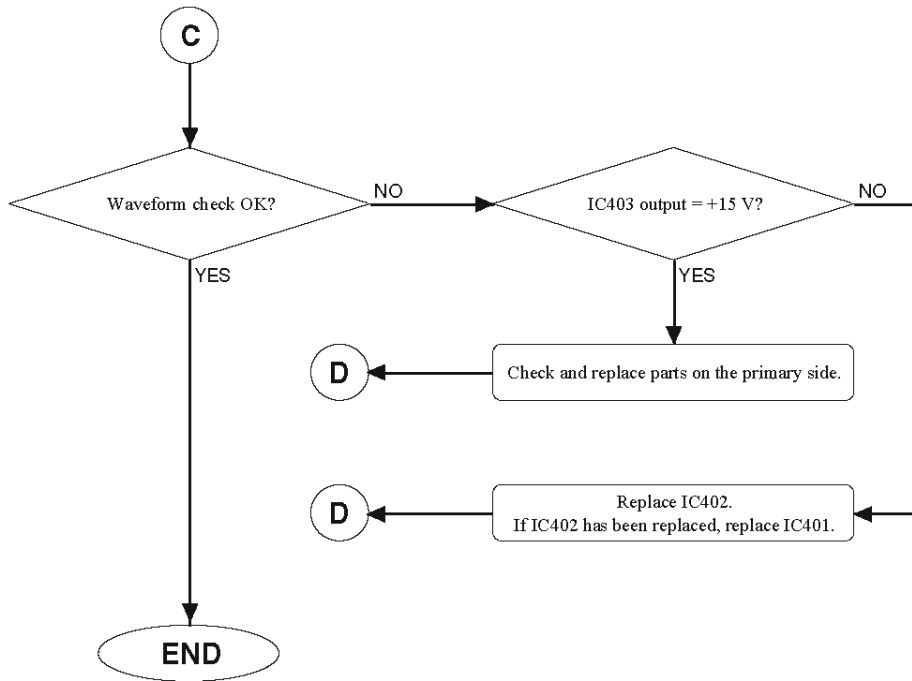 C
Waveform check OK?
NO
IC403 output = +15 V?
NO
YES
YES
D
Check and replace parts on the primary side.
D
Replace IC402.
If IC402 has been replaced, replace IC401.
END